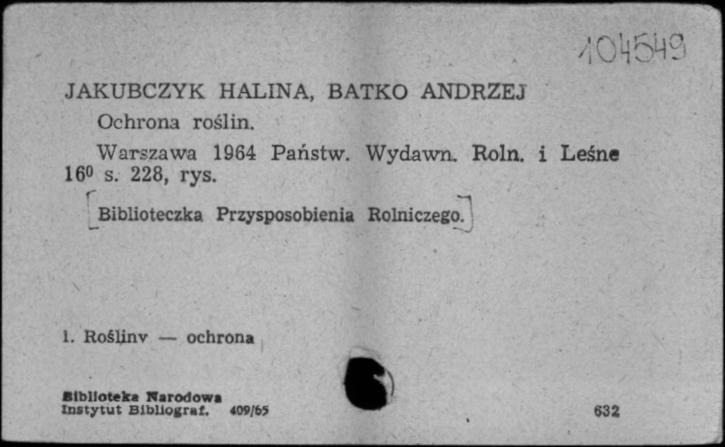 104549
JAKUBCZYK HALINA, BATKO ANDRZEJ
Ochrona roślin.
Warszawa 1964 Państw. Wydawn. Roln. i Leśne
16⁰ s. 228, rys.
[Biblioteczka Przysposobienia Rolniczego.]
1. Rośliny — ochrona
Biblioteka Narodowa
Instytut Bibliograf. 409/65
632